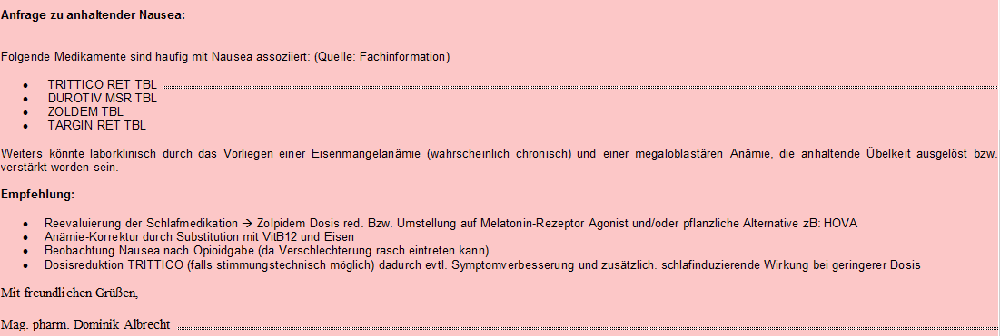 Anfrage zu anhaltender Nausea:
Folgende Medikamente sind häufig mit Nausea assoziiert: (Quelle: Fachinformation)
• TRITTICO RET TBL
• DUROTIV MSR TBL
• ZOLDEM TBL
• TARGIN RET TBL
Weiters könnte laborklinisch durch das Vorliegen einer Eisenmangelanämie (wahrscheinlich chronisch) und einer megaloblastären Anämie, die anhaltende Übelkeit ausgelöst bzw.
verstärkt worden sein.
Empfehlung:
• Reevaluierung der Schlafmedikation → Zolpidem Dosis red. Bzw. Umstellung auf Melatonin-Rezeptor Agonist und/oder pflanzliche Alternative zB: HOVA
• Anämie-Korrektur durch Substitution mit VitB12 und Eisen
• Beobachtung Nausea nach Opioidgabe (da Verschlechterung rasch eintreten kann)
• Dosisreduktion TRITTICO (falls stimmungstechnisch möglich) dadurch evtl. Symptomverbesserung und zusätzlich. schlafinduzierende Wirkung bei geringerer Dosis
Mit freundlichen Grüßen,
Mag. pharm. Dominik Albrecht